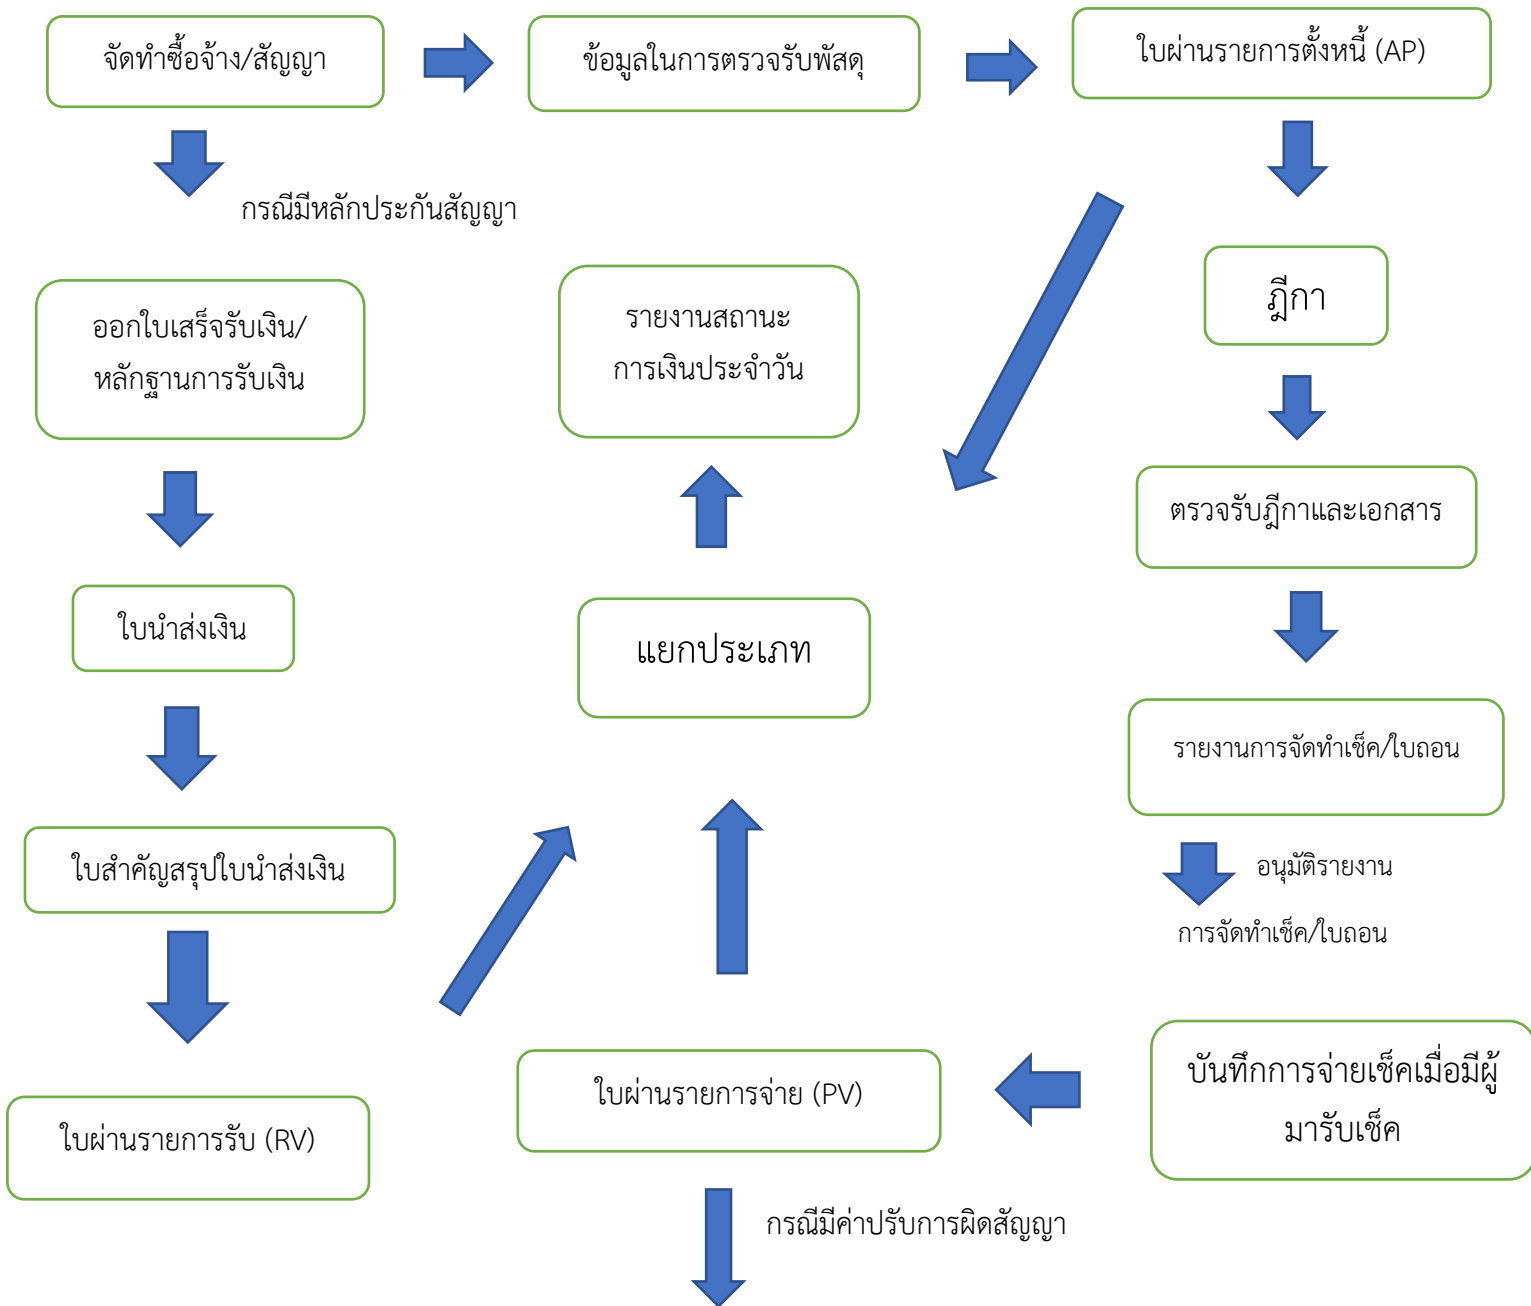 จัดทำซื้อจ้าง/สัญญา
ข้อมูลในการตรวจรับพัสดุ
ใบผ่านรายการตั้งหนี้ (AP)
กรณีมีหลักประกันสัญญา
ออกใบเสร็จรับเงิน/
หลักฐานการรับเงิน
รายงานสถานะ
การเงินประจำวัน
ฎีกา
ตรวจรับฎีกาและเอกสาร
ใบนำส่งเงิน
แยกประเภท
รายงานการจัดทำเช็ค/ใบถอน
ใบสำคัญสรุปใบนำส่งเงิน
อนุมัติรายงาน
การจัดทำเช็ค/ใบถอน
ใบผ่านรายการรับ (RV)
ใบผ่านรายการจ่าย (PV)
บันทึกการจ่ายเช็คเมื่อมีผู้
มารับเช็ค
กรณีมีค่าปรับการผิดสัญญา